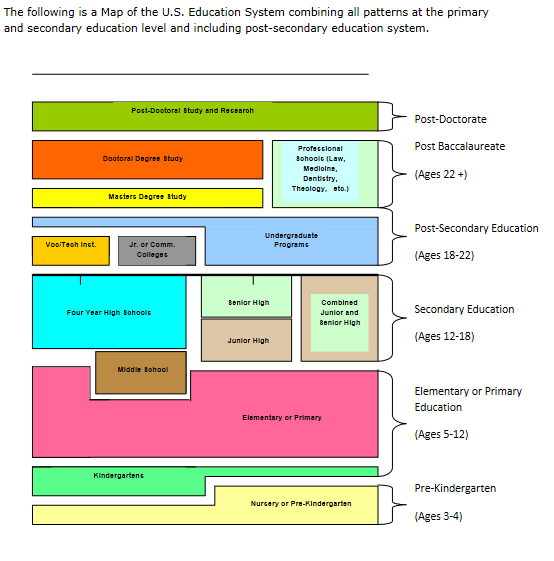 The following is a Map of the U.S. Education System combining all patterns at the primary
and secondary education level and including post-secondary education system.
Post-Doctoral Study and Research
Post-Doctorate
Doctoral Degree Study
Masters Degree Study
Professional
Schools (Law,
Medicine,
Dentistry,
Theology, etc.)
Post Baccalaureate
(Ages 22 +)
Undergraduate
Programs
Voc/Tech Inst.
Jr. or Comm.
Colleges
Post-Secondary Education
(Ages 18-22)
Four Year High Schools
Senior High
Junior High
Combined
Junior and
Senior High
Secondary Education
(Ages 12-18)
Middle School
Elementary or Primary
Elementary or Primary
Education
(Ages 5-12)
Kindergartens
Nursery or Pre-Kindergarten
Pre-Kindergarten
(Ages 3-4)